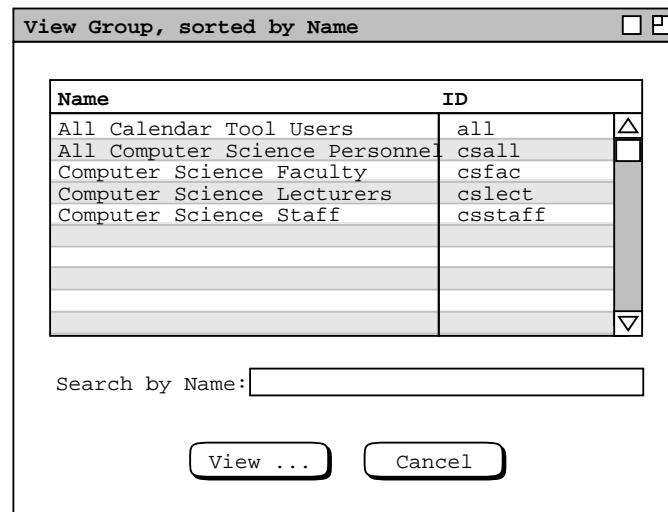 View Group, sorted by Name
Name ID
All Calendar Tool Users all
All Computer Science Personnel csall
Computer Science Faculty csfac
Computer Science Lecturers cslect
Computer Science Staff csstaff
Search by Name:
View ... Cancel